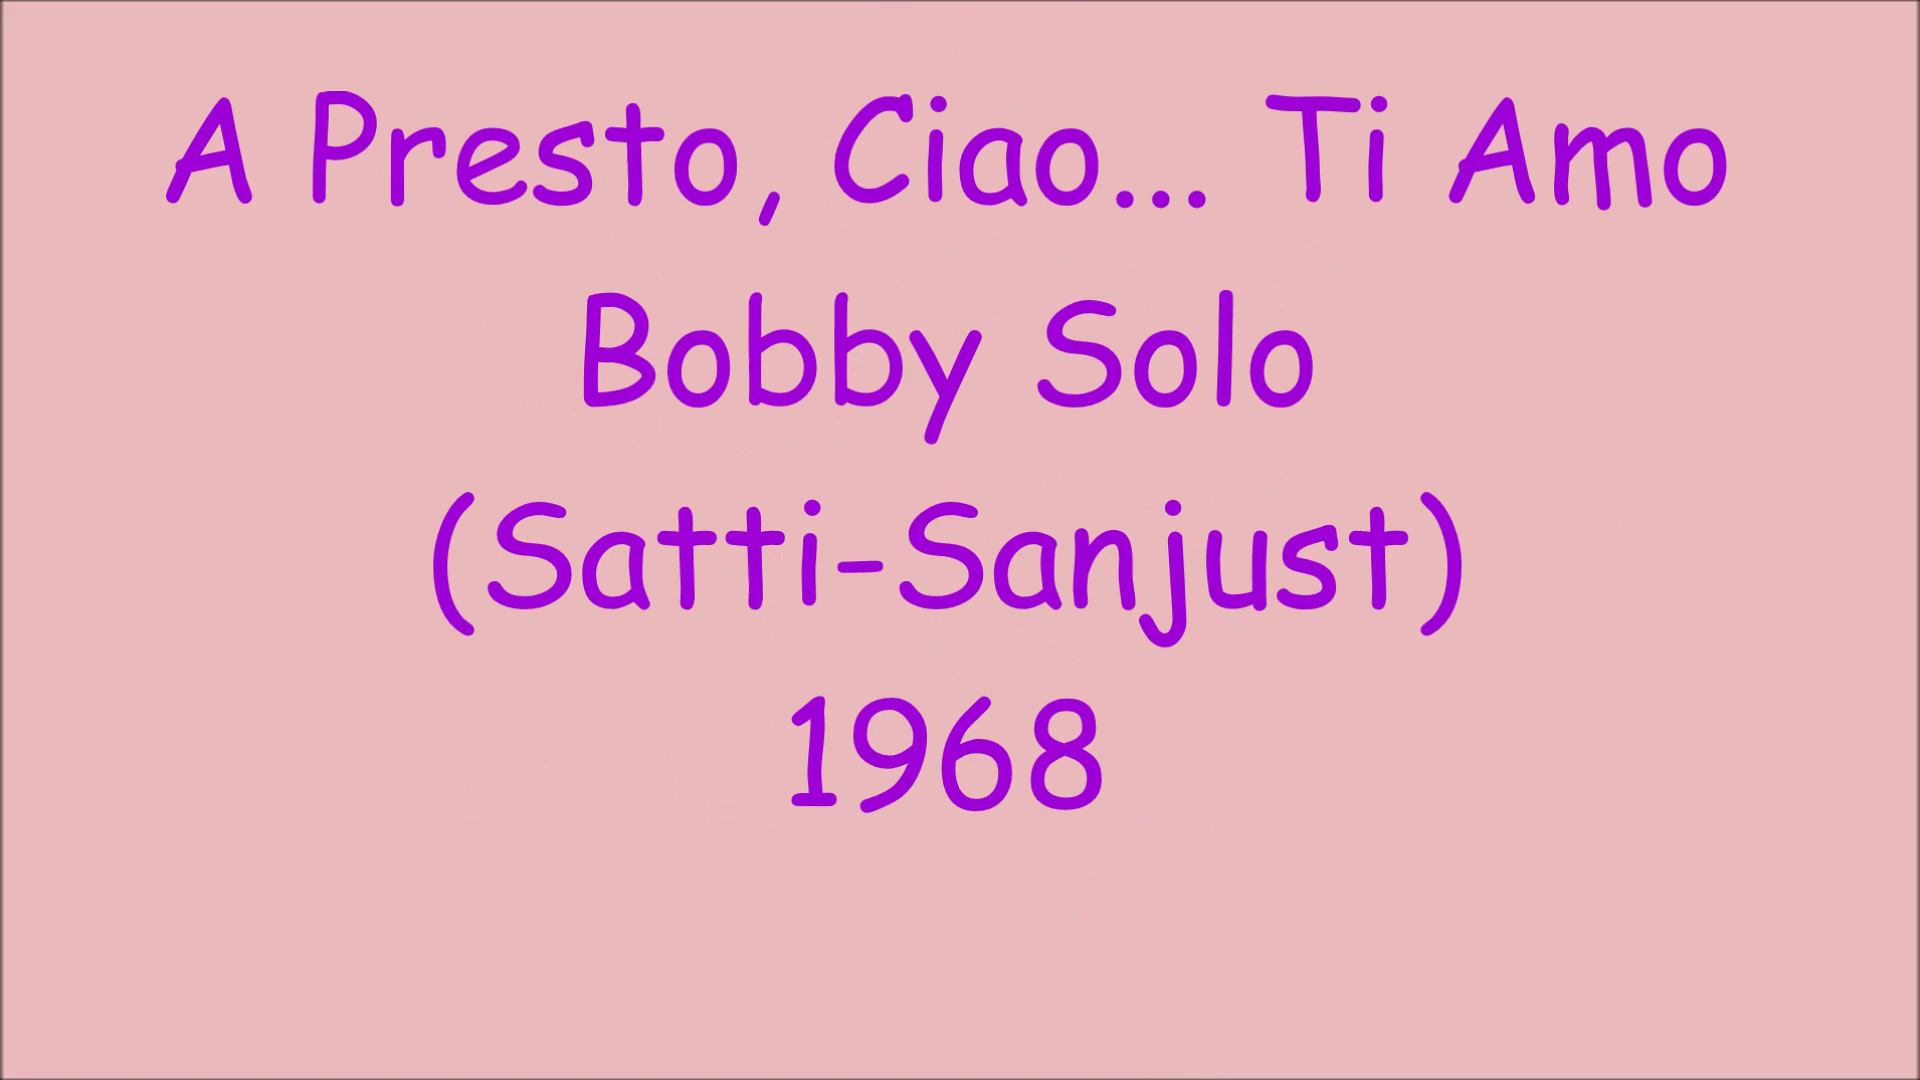 A Presto, Ciao... Ti Amo
Bobby Solo
(Satti-Sanjust)
1968